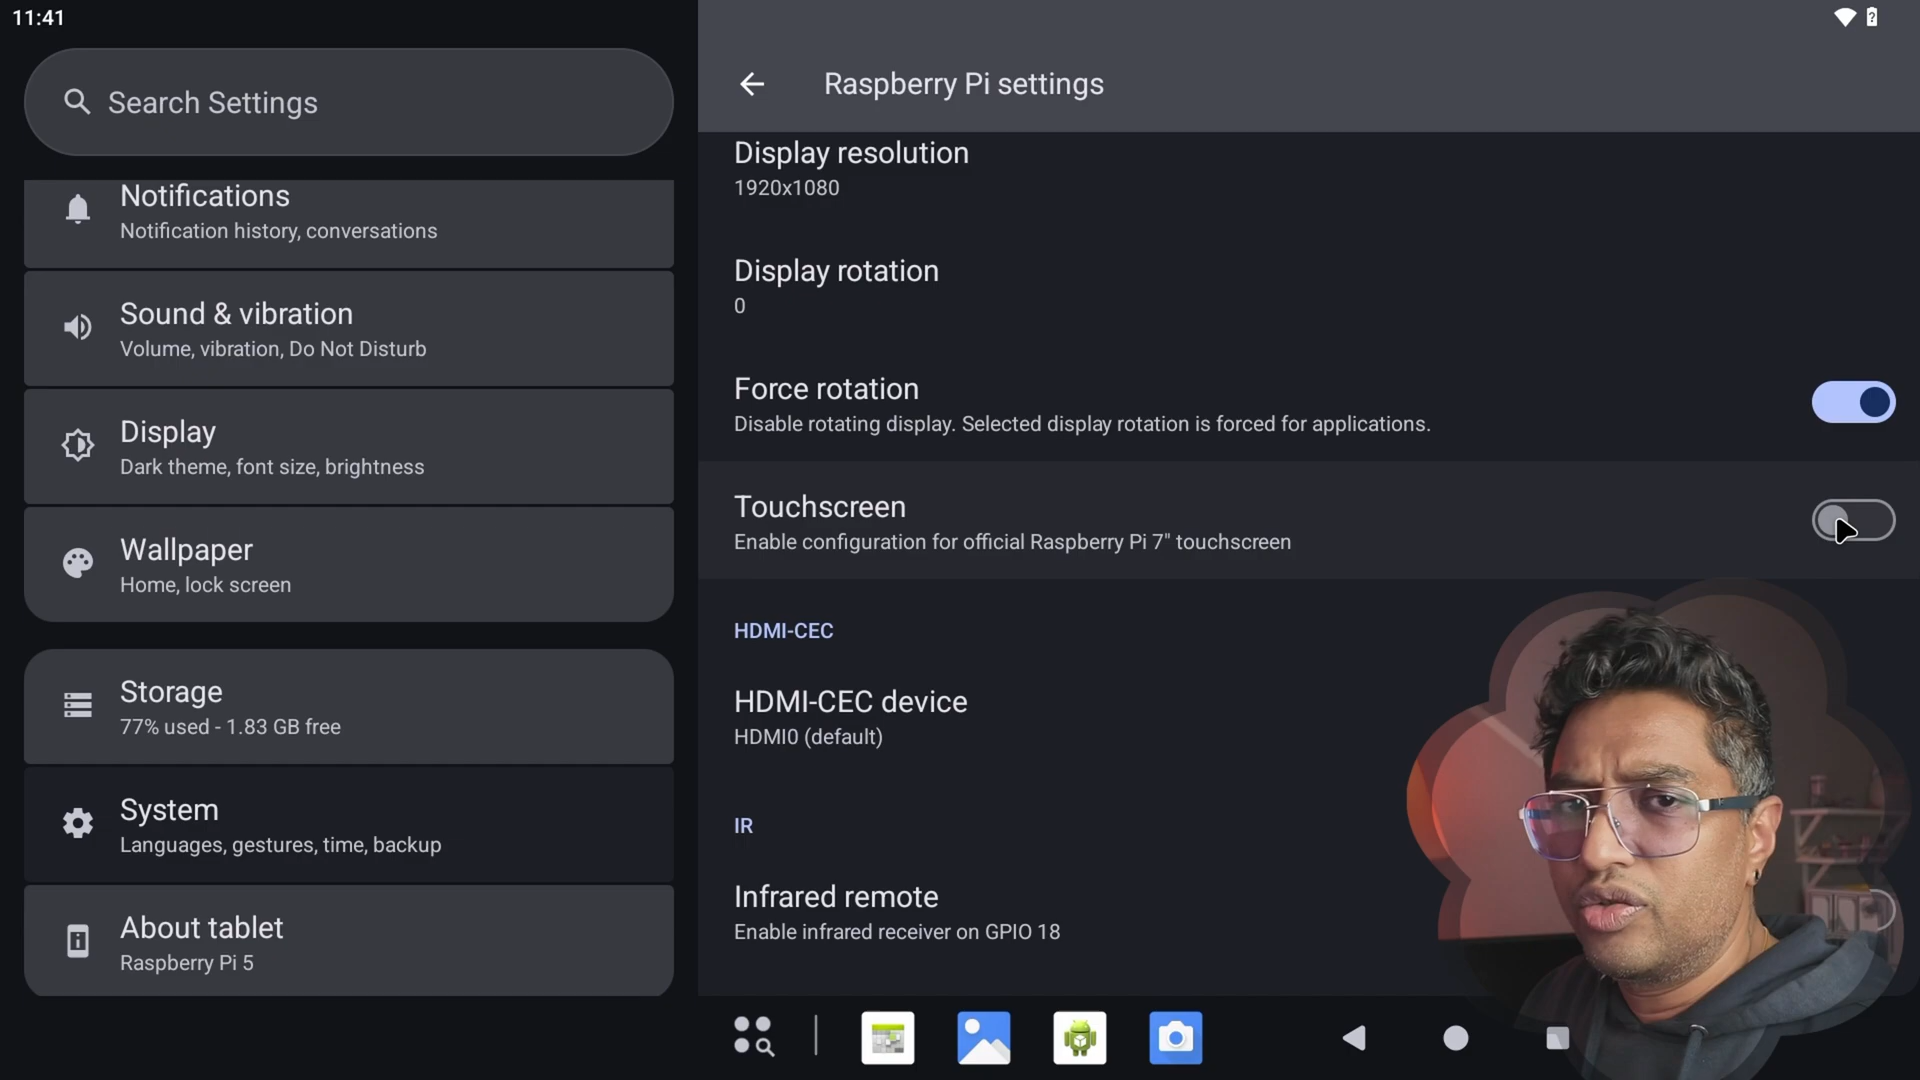 11:41
Search Settings
Notifications
Notification history, conversations
Sound & vibration
Volume, vibration, Do Not Disturb
Display
Dark theme, font size, brightness
Wallpaper
Home, lock screen
Storage
77% used - 1.83 GB free
System
Languages, gestures, time, backup
About tablet
Raspberry Pi 5
Raspberry Pi settings
Display resolution
1920x1080
Display rotation
0
Force rotation
Disable rotating display. Selected display rotation is forced for applications.
Touchscreen
Enable configuration for official Raspberry Pi 7" touchscreen
HDMI-CEC
HDMI-CEC device
HDMI0 (default)
IR
Infrared remote
Enable infrared receiver on GPIO 18